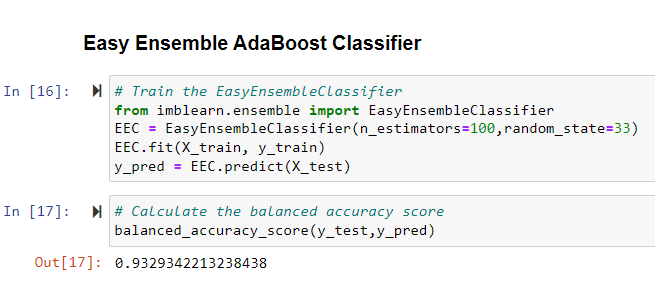 Easy Ensemble AdaBoost Classifier
In [16]:
# Train the EasyEnsembleClassifier
from imblearn.ensemble import EasyEnsembleClassifier
EEC = EasyEnsembleClassifier(n_estimators=100,random_state=33)
EEC.fit(X_train, y_train)
y_pred = EEC.predict(X_test)
In [17]:
# Calculate the balanced accuracy score
balanced_accuracy_score(y_test,y_pred)
Out[17]: 0.9329342213238438